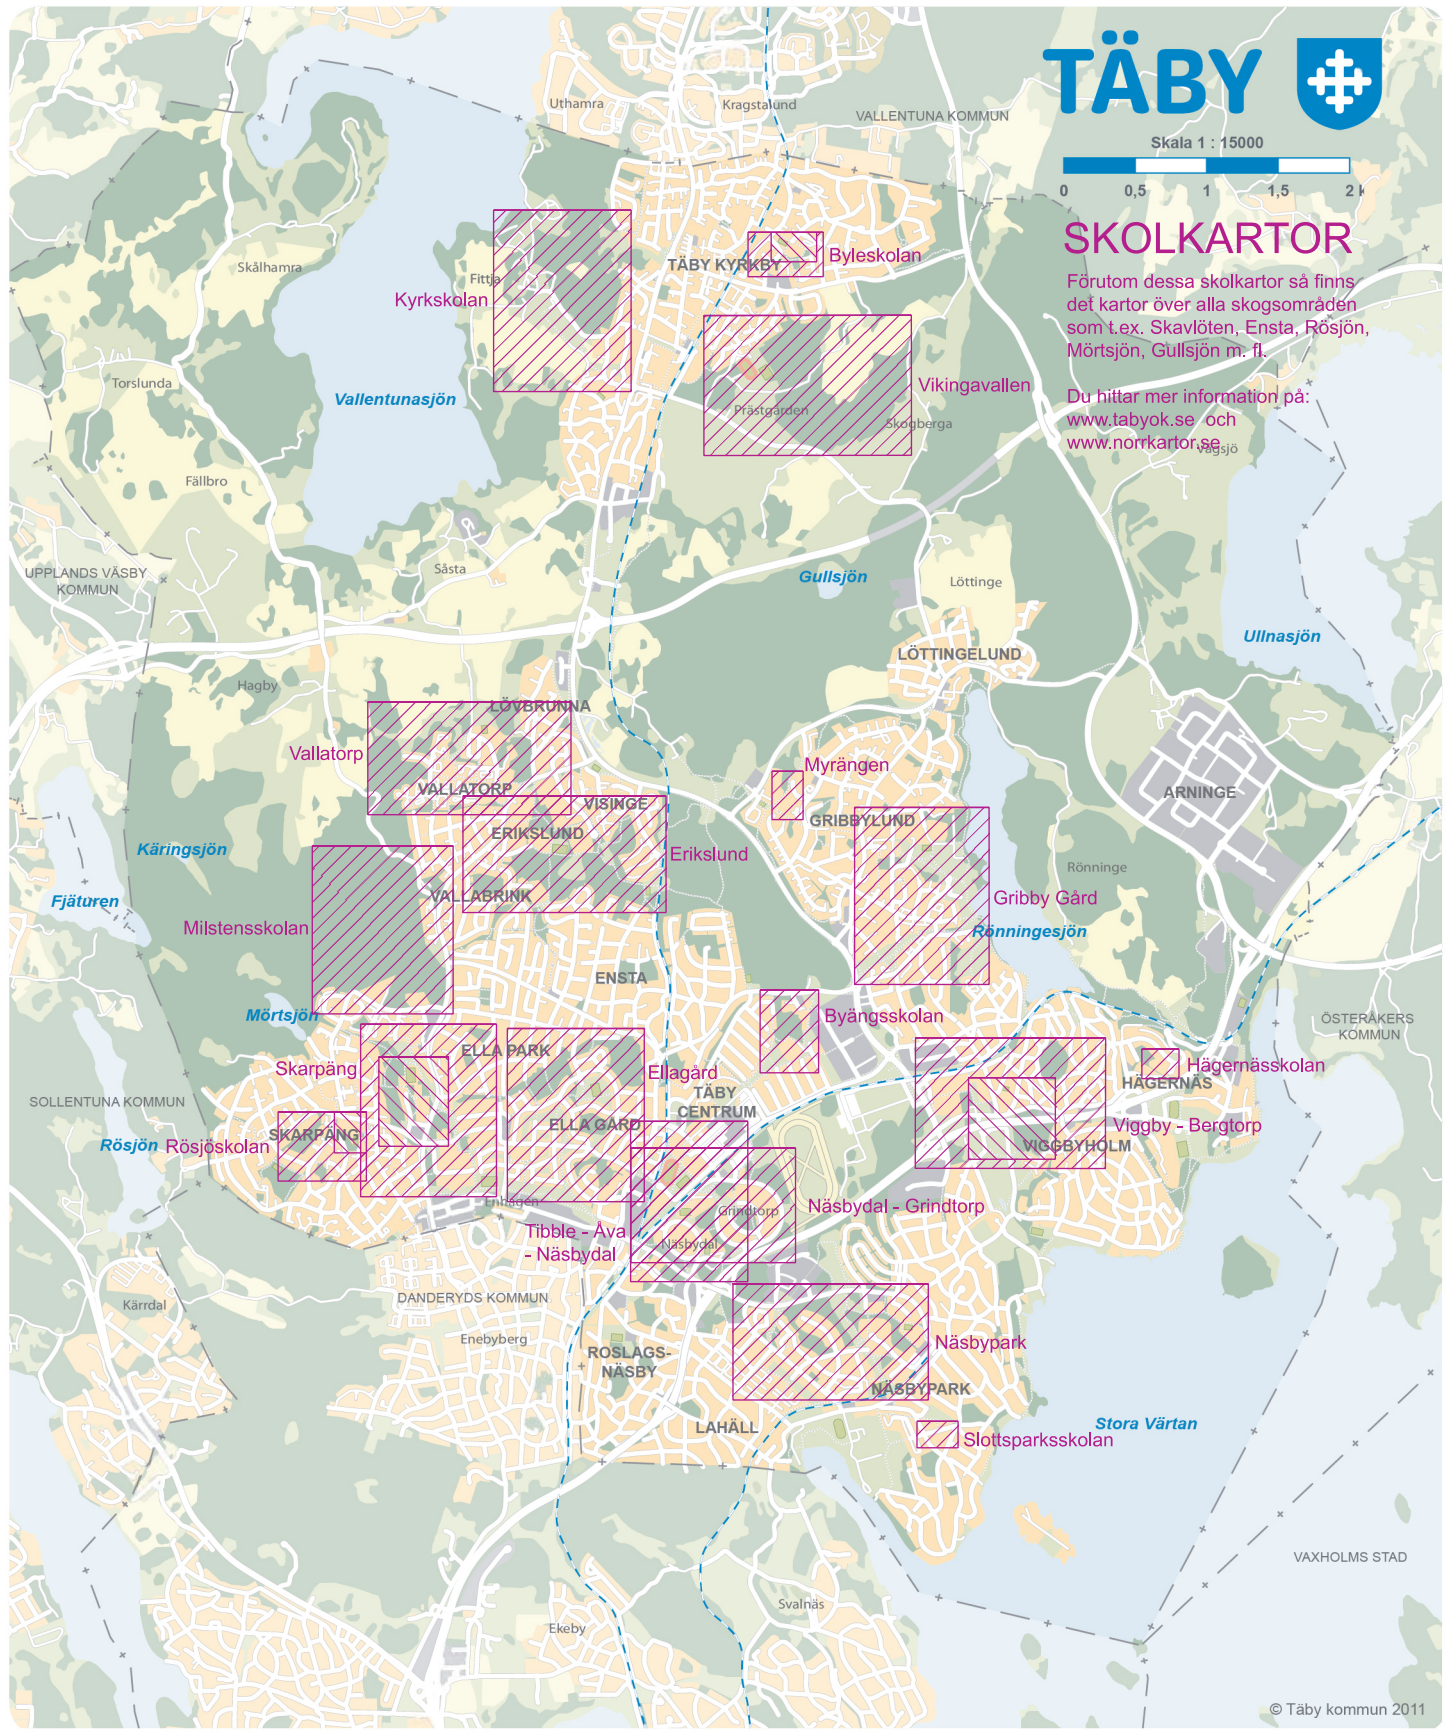 TÄBY
Skala 1 : 15000
0 0,5 1 1,5 2 k
SKOLKARTOR
Förutom dessa skolkartor så finns
det kartor över alla skogsområden
som t.ex. Skavlöten, Ensta, Rösjön,
Mörtsjön, Gullsjön m. fl.
Du hittar mer information på:
www.tabyok.se och
www.norrkartor.se
Uthamra
Kragstalund
VALLENTUNA KOMMUN
Skålhamra
Fittja
Kyrkskolan
TÄBY KYRKBY
Byleskolan
Torslunda
Vallentunasjön
Vikingavallen
Prästgården
Skogberga
Vågsjö
Fällbro
UPPLANDS VÄSBY
KOMMUN
Såsta
Gullsjön
Löttinge
Ullnasjön
LÖTTINGELUND
Hagby
LÖVBRUNNA
Vallatorp
VALLATORP
VISINGE
Myrängen
GRIBBYLUND
ARNINGE
ERIKSLUND
Erikslund
Käringsjön
Fjäturen
VALLABRINK
Rönninge
Gribby Gård
Milstensskolan
Rönningesjön
ENSTA
Mörtsjön
Byängsskolan
ÖSTERÅKERS
KOMMUN
Skarpäng
ELLA PARK
Ellagård
TÄBY
CENTRUM
Hägernässkolan
HÄGERNÄS
SOLLENTUNA KOMMUN
Rösjön
Rösjöskolan
SKARPÄNG
ELLA GÅRD
Viggby - Bergtorp
VIGGBYHOLM
Enhagen
Grindtorp
Näsbydal - Grindtorp
Tibble - Åva
- Näsbydal
Näsbydal
Kärrdal
DANDERYDS KOMMUN
Enebyberg
ROSLAGS-
NÄSBY
Näsbypark
NÄSBYPARK
LAHÄLL
Slottsparksskolan
Stora Värtan
VAXHOLMS STAD
Svalnäs
Ekeby
© Täby kommun 2011